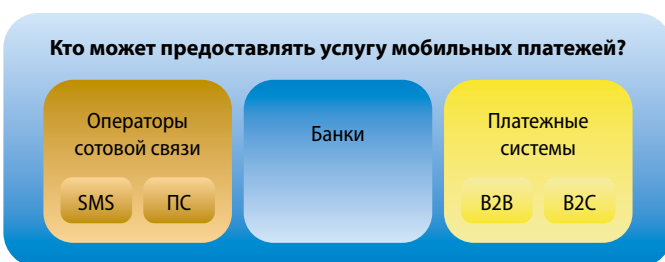 Кто может предоставлять услугу мобильных платежей?
Операторы
сотовой связи
SMS
ПС
Банки
Платежные
системы
B2B
B2C